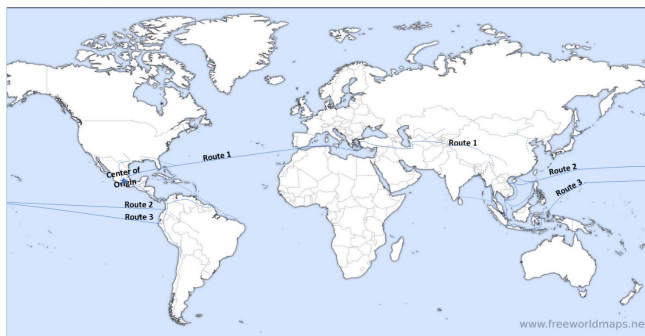 Route 1
Route 1
Center of
Origin
Route 2
Route 3
Route 2
Route 3
www.freeworldmaps.ne